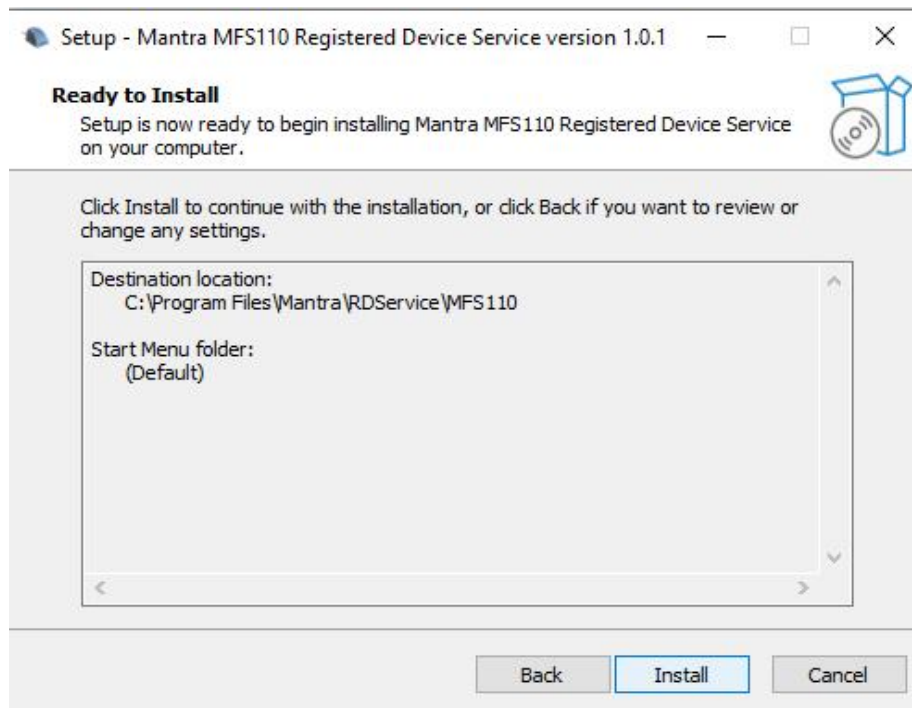 Setup - Mantra MFS110 Registered Device Service version 1.0.1
Ready to Install
Setup is now ready to begin installing Mantra MFS110 Registered Device Service
on your computer.
Click Install to continue with the installation, or click Back if you want to review or
change any settings.
Destination location:
C:\Program Files\Mantra\RDService\MFS110
Start Menu folder:
(Default)
Back Install Cancel